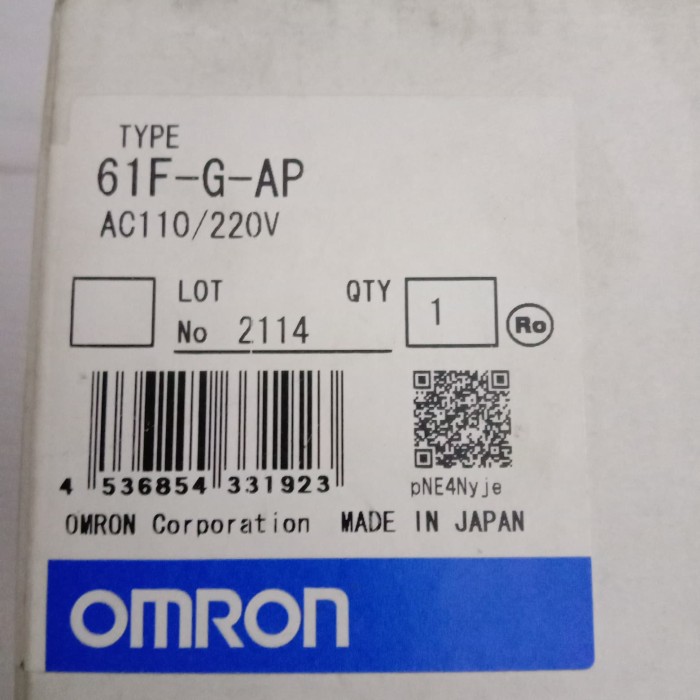 TYPE
61F-G-AP
AC110/220V
LOT QTY
No 2114 1 Ro
4 536854 331923
pNE4Nyje
OMRON Corporation MADE IN JAPAN
OMRON